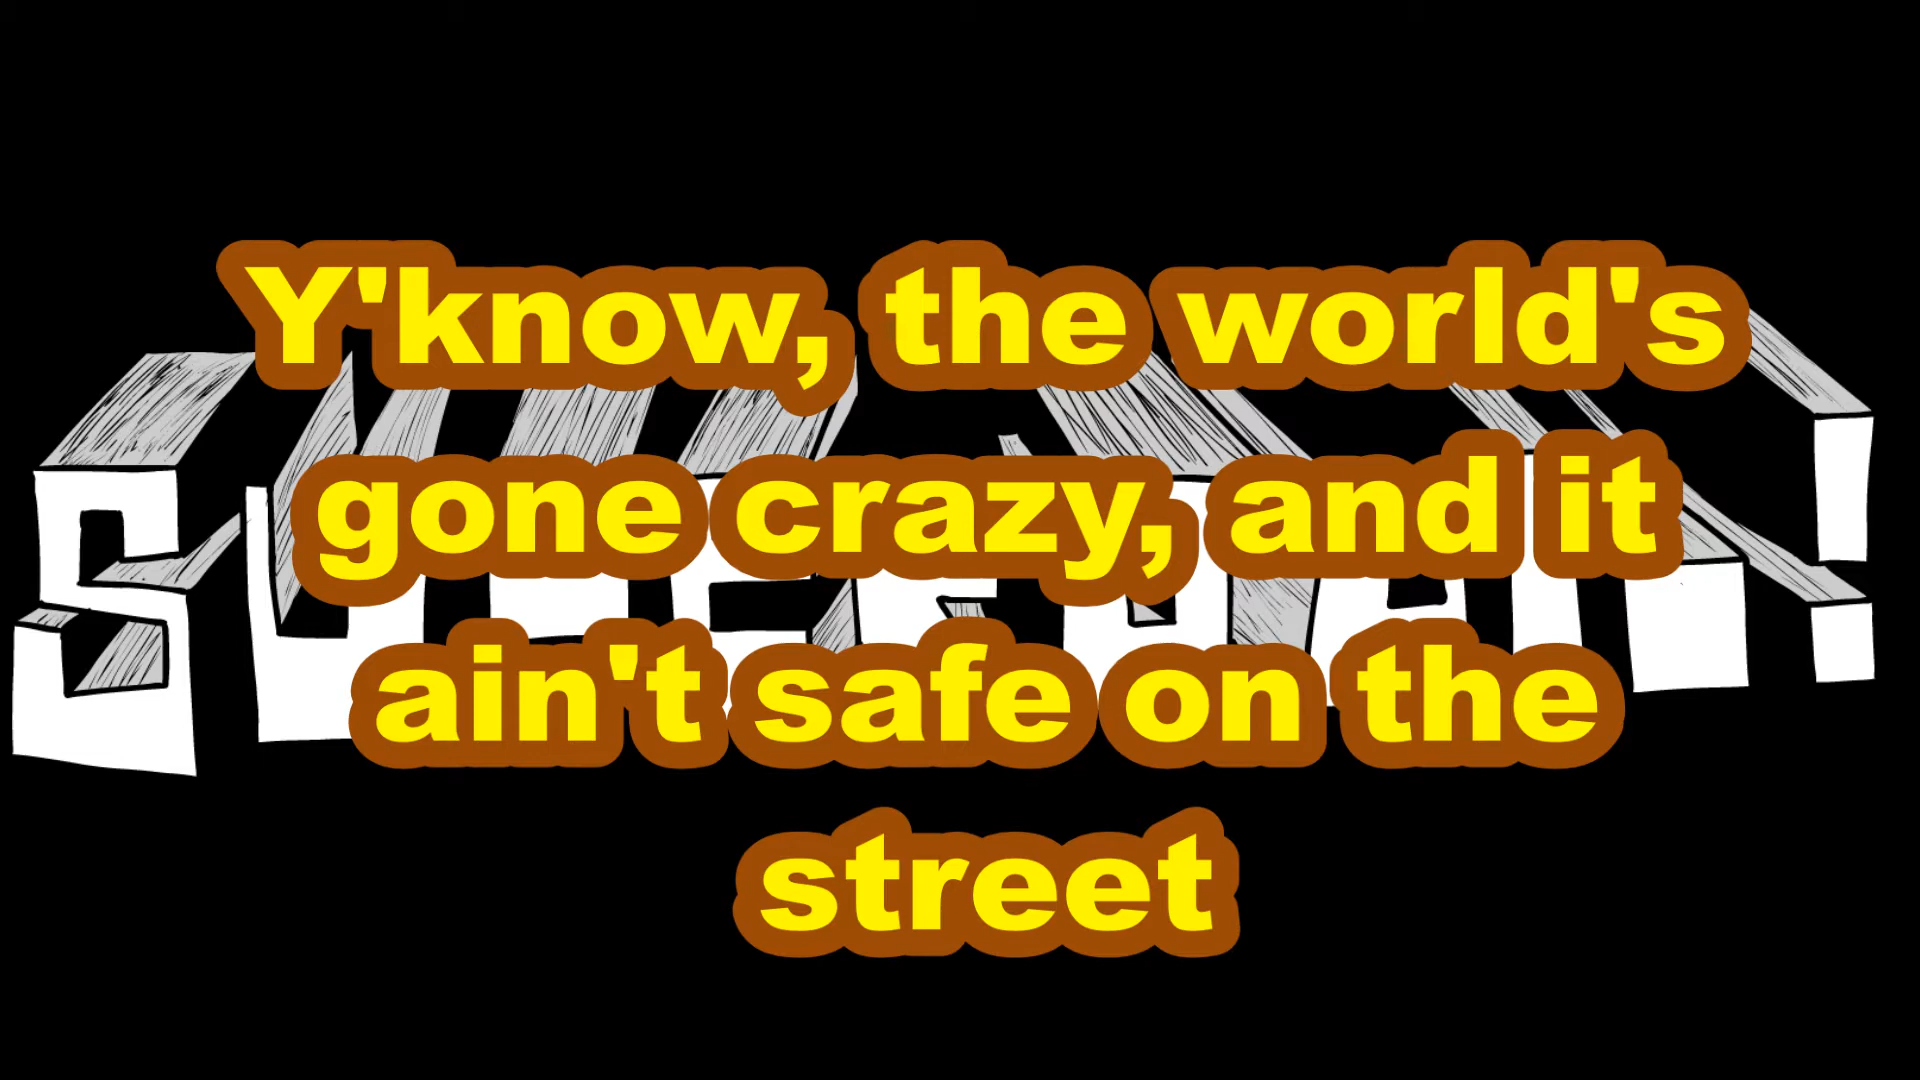 Y'know, the world's
gone crazy, and it
ain't safe on the
street